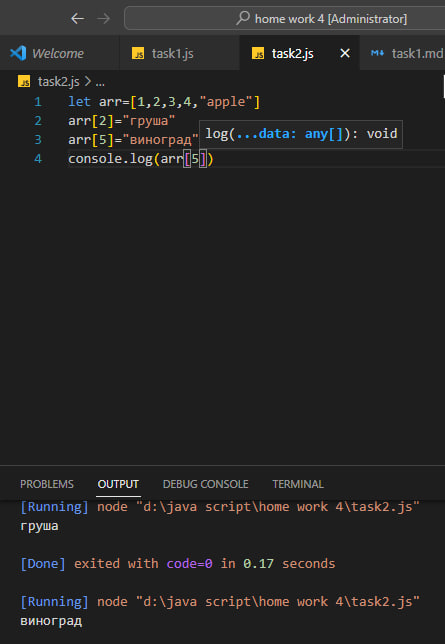 home work 4 [Administrator]
Welcome
JS task1.js
JS task2.js
task1.md
JS task2.js > ...
1 let arr=[1,2,3,4,"apple"]
2 arr[2]="груша"
3 arr[5]="виноград"
log(...data: any[]): void
4 console.log(arr[5])
PROBLEMS OUTPUT DEBUG CONSOLE TERMINAL
[Running] node "d:\java script\home work 4\task2.js"
груша
[Done] exited with code=0 in 0.17 seconds
[Running] node "d:\java script\home work 4\task2.js"
виноград